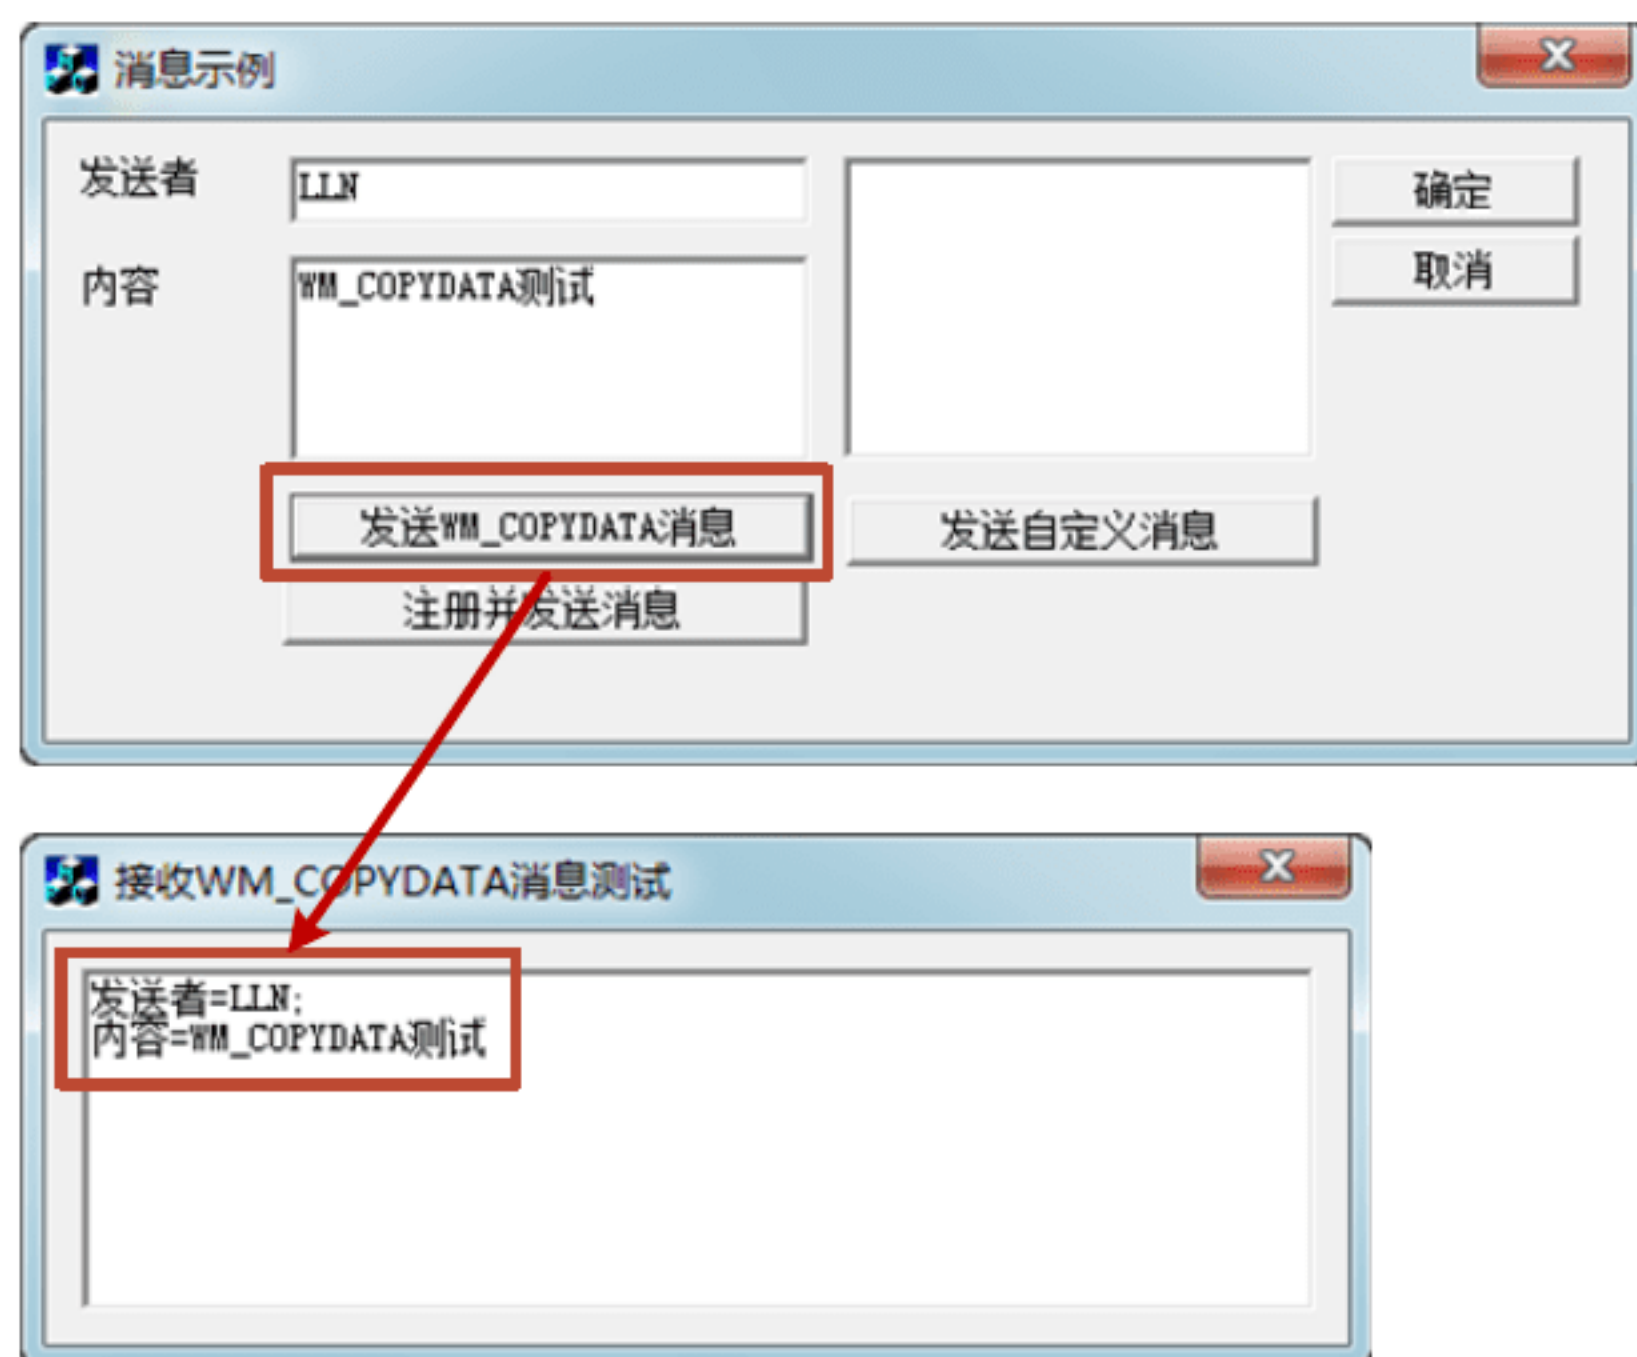 消息示例
发送者
LLN
确定
取消
内容
WM_COPYDATA测试
发送WM_COPYDATA消息
发送自定义消息
注册并发送消息
接收WM_COPYDATA消息测试
发送者=LLN;
内容=WM_COPYDATA测试